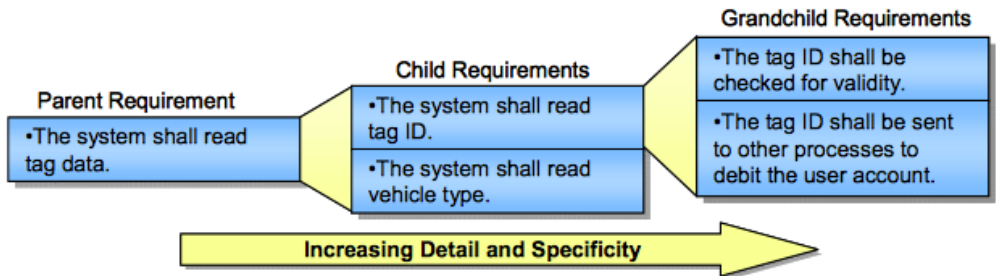 Parent Requirement
•The system shall read
tag data.
Child Requirements
•The system shall read
tag ID.
•The system shall read
vehicle type.
Grandchild Requirements
•The tag ID shall be
checked for validity.
•The tag ID shall be sent
to other processes to
debit the user account.
Increasing Detail and Specificity